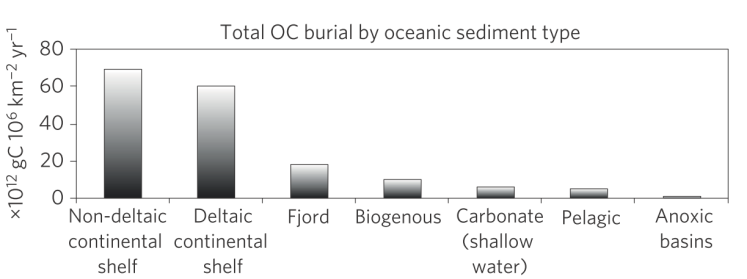 Total OC burial by oceanic sediment type
×10¹² gC 10⁶ km⁻² yr⁻¹
80
60
40
20
0
Non-deltaic continental shelf
Deltaic continental shelf
Fjord
Biogenous
Carbonate (shallow water)
Pelagic
Anoxic basins